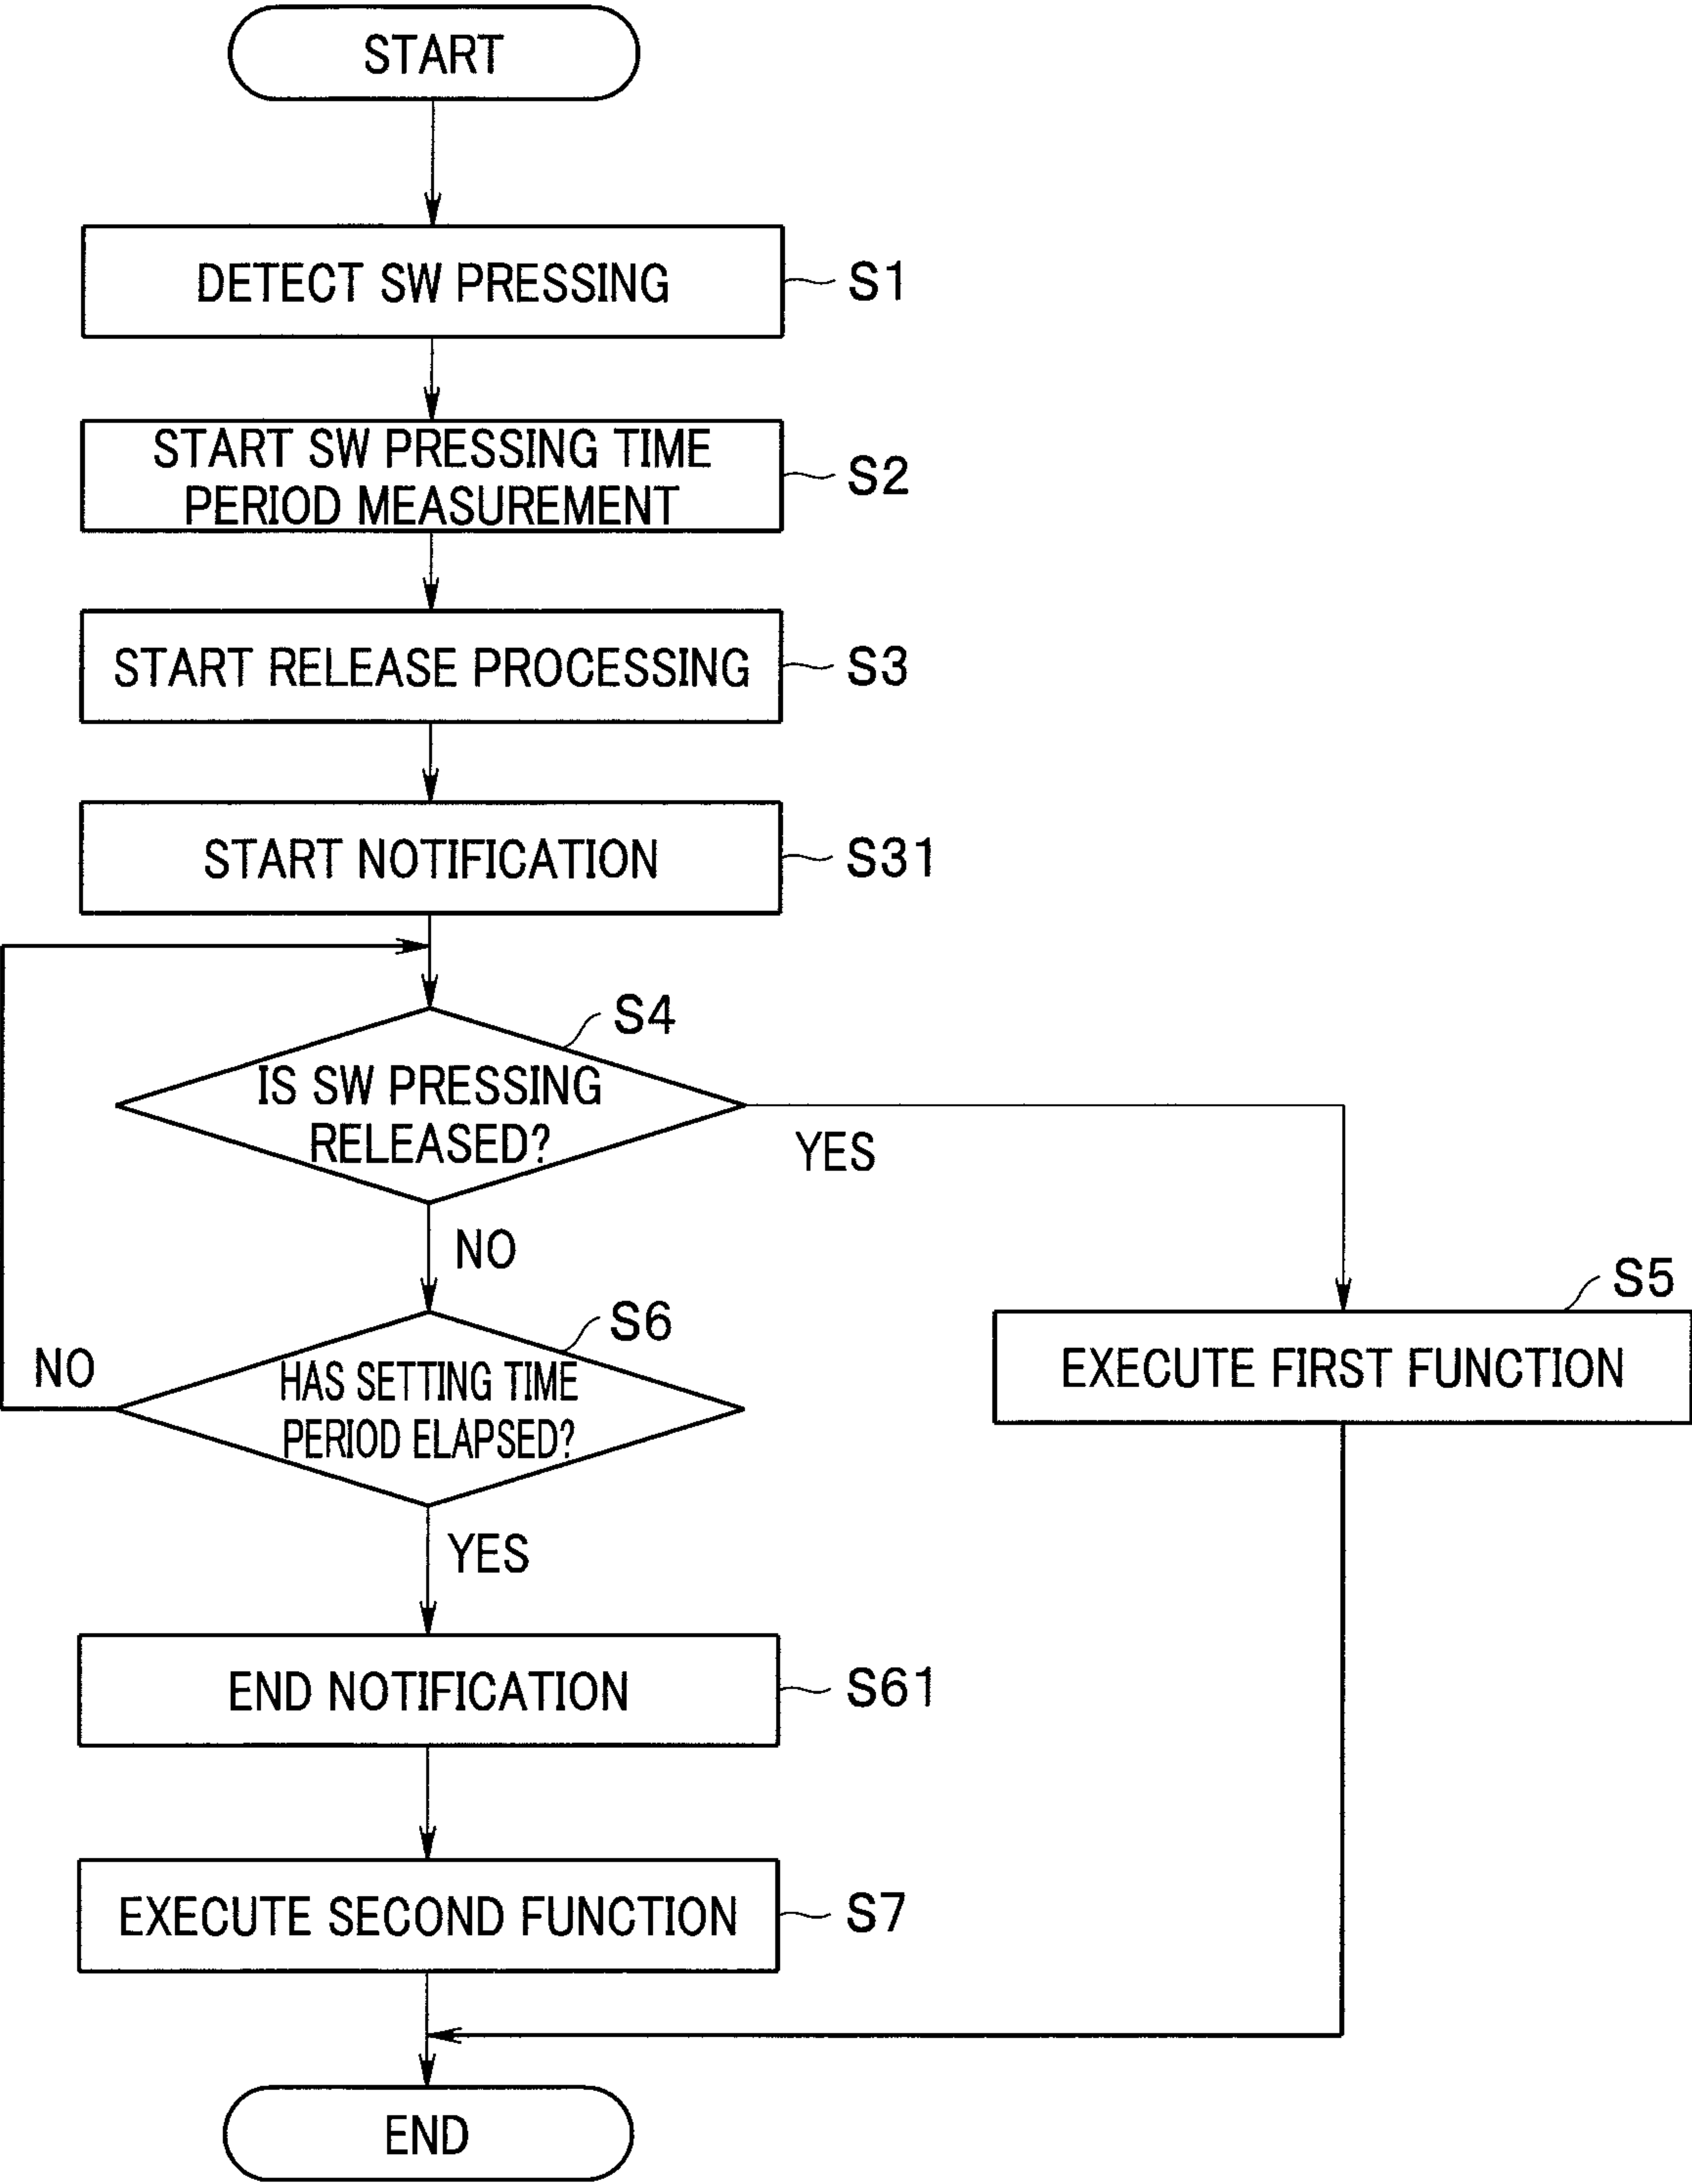 START
DETECT SW PRESSING
S1
START SW PRESSING TIME
PERIOD MEASUREMENT
S2
START RELEASE PROCESSING
S3
START NOTIFICATION
S31
S4
IS SW PRESSING
RELEASED?
YES
NO
S5
EXECUTE FIRST FUNCTION
S6
HAS SETTING TIME
PERIOD ELAPSED?
NO
YES
END NOTIFICATION
S61
EXECUTE SECOND FUNCTION
S7
END